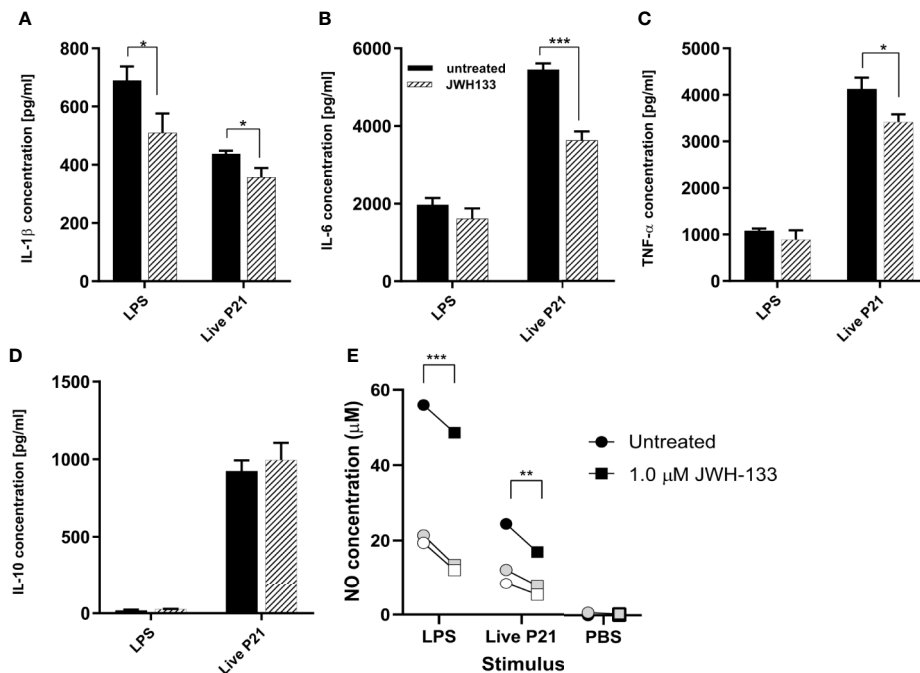 A
IL-1β concentration [pg/ml]
800
600
400
200
0
*
*
LPS
Live P21
B
IL-6 concentration [pg/ml]
6000
4000
2000
0
untreated
JWH133
***
LPS
Live P21
C
TNF-α concentration [pg/ml]
5000
4000
3000
2000
1000
0
*
LPS
Live P21
D
IL-10 concentration [pg/ml]
1500
1000
500
0
LPS
Live P21
E
NO concentration (μM)
60
40
20
0
***
**
LPS
Live P21
PBS
Stimulus
Untreated
1.0 μM JWH-133